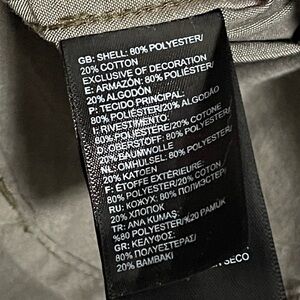 GB: SHELL: 80% POLYESTER/
20% COTTON
EXCLUSIVE OF DECORATION
E: ARMAZÓN: 80% POLIÉSTER/
20% ALGODÓN
P: TECIDO PRINCIPAL:
80% POLIÉSTER/20% ALGODÃO
I: RIVESTIMENTO:
80% POLIESTERE/20% COTONE
D: OBERSTOFF: 80% POLYESTER/
20% BAUMWOLLE
NL: OMHULSEL: 80% POLYESTER/
20% KATOEN
F: ÉTOFFE EXTÉRIEURE:
80% POLYESTER/20% COTON
RU: КОЖУХ: 80% ПОЛИЭСТЕР/
20% ХЛОПОК
TR: ANA KUMAŞ:
%80 POLYESTER/%20 PAMUK
GR: ΚΕΛΥΦΟΣ:
80% ΠΟΛΥΕΣΤΕΡΑΣ/
20% ΒΑΜΒΑΚΙ
SECO